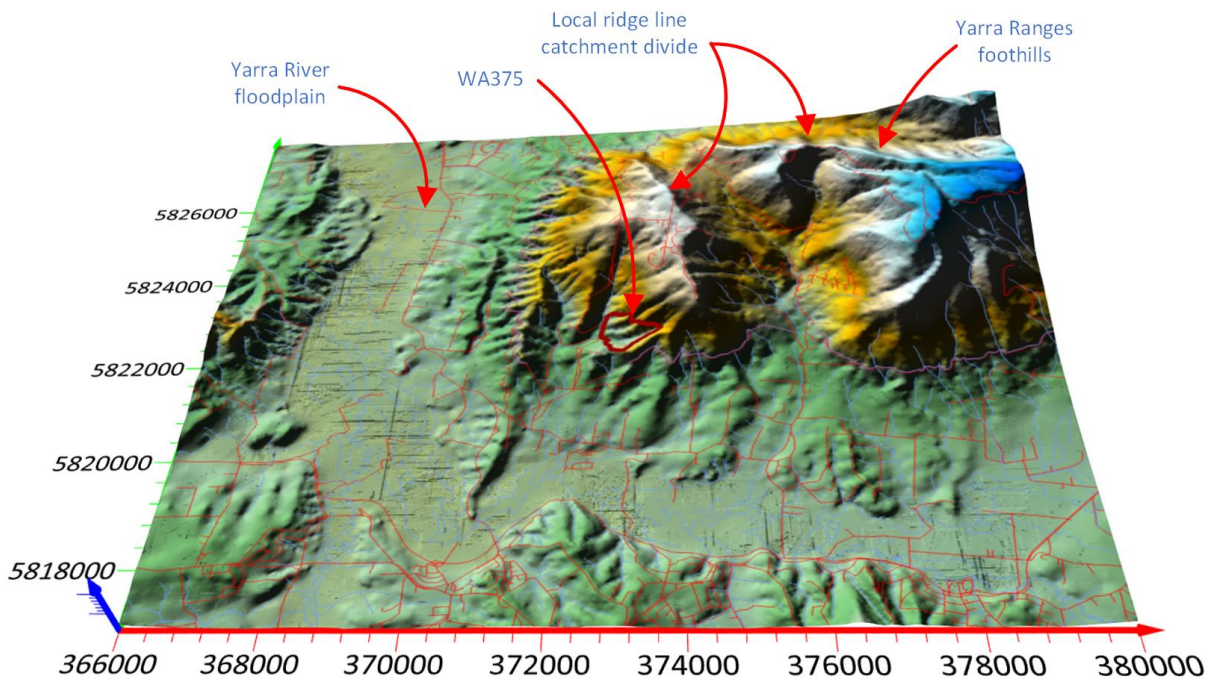 Local ridge line
catchment divide
Yarra Ranges
foothills
Yarra River
floodplain
WA375
5826000
5824000
5822000
5820000
5818000
366000 368000 370000 372000 374000 376000 378000 380000